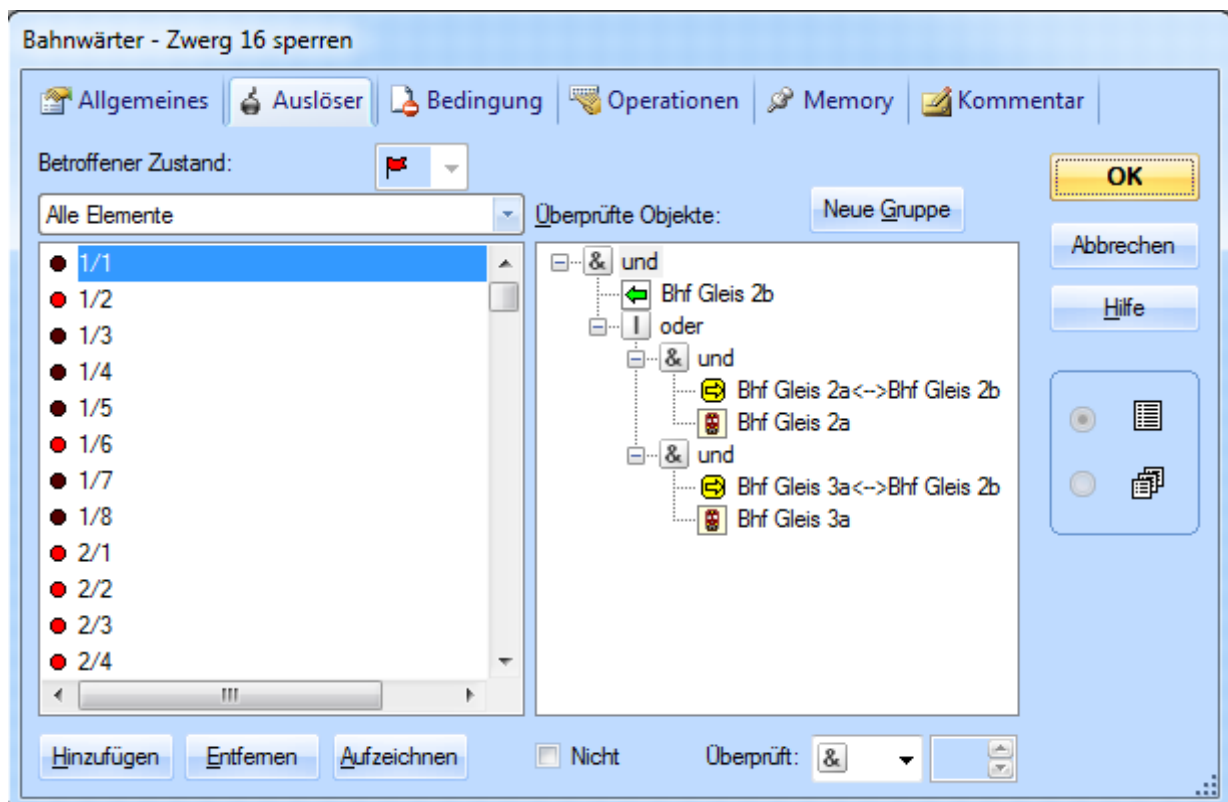 Bahnwärter - Zwerg 16 sperren
Allgemeines Auslöser Bedingung Operationen Memory Kommentar
Betroffener Zustand:
Alle Elemente
Überprüfte Objekte:
Neue Gruppe
OK
Abbrechen
Hilfe
1/1
1/2
1/3
1/4
1/5
1/6
1/7
1/8
2/1
2/2
2/3
2/4
& und
Bhf Gleis 2b
| oder
& und
Bhf Gleis 2a<-->Bhf Gleis 2b
Bhf Gleis 2a
& und
Bhf Gleis 3a<-->Bhf Gleis 2b
Bhf Gleis 3a
Hinzufügen Entfernen Aufzeichnen
Nicht Überprüft: &